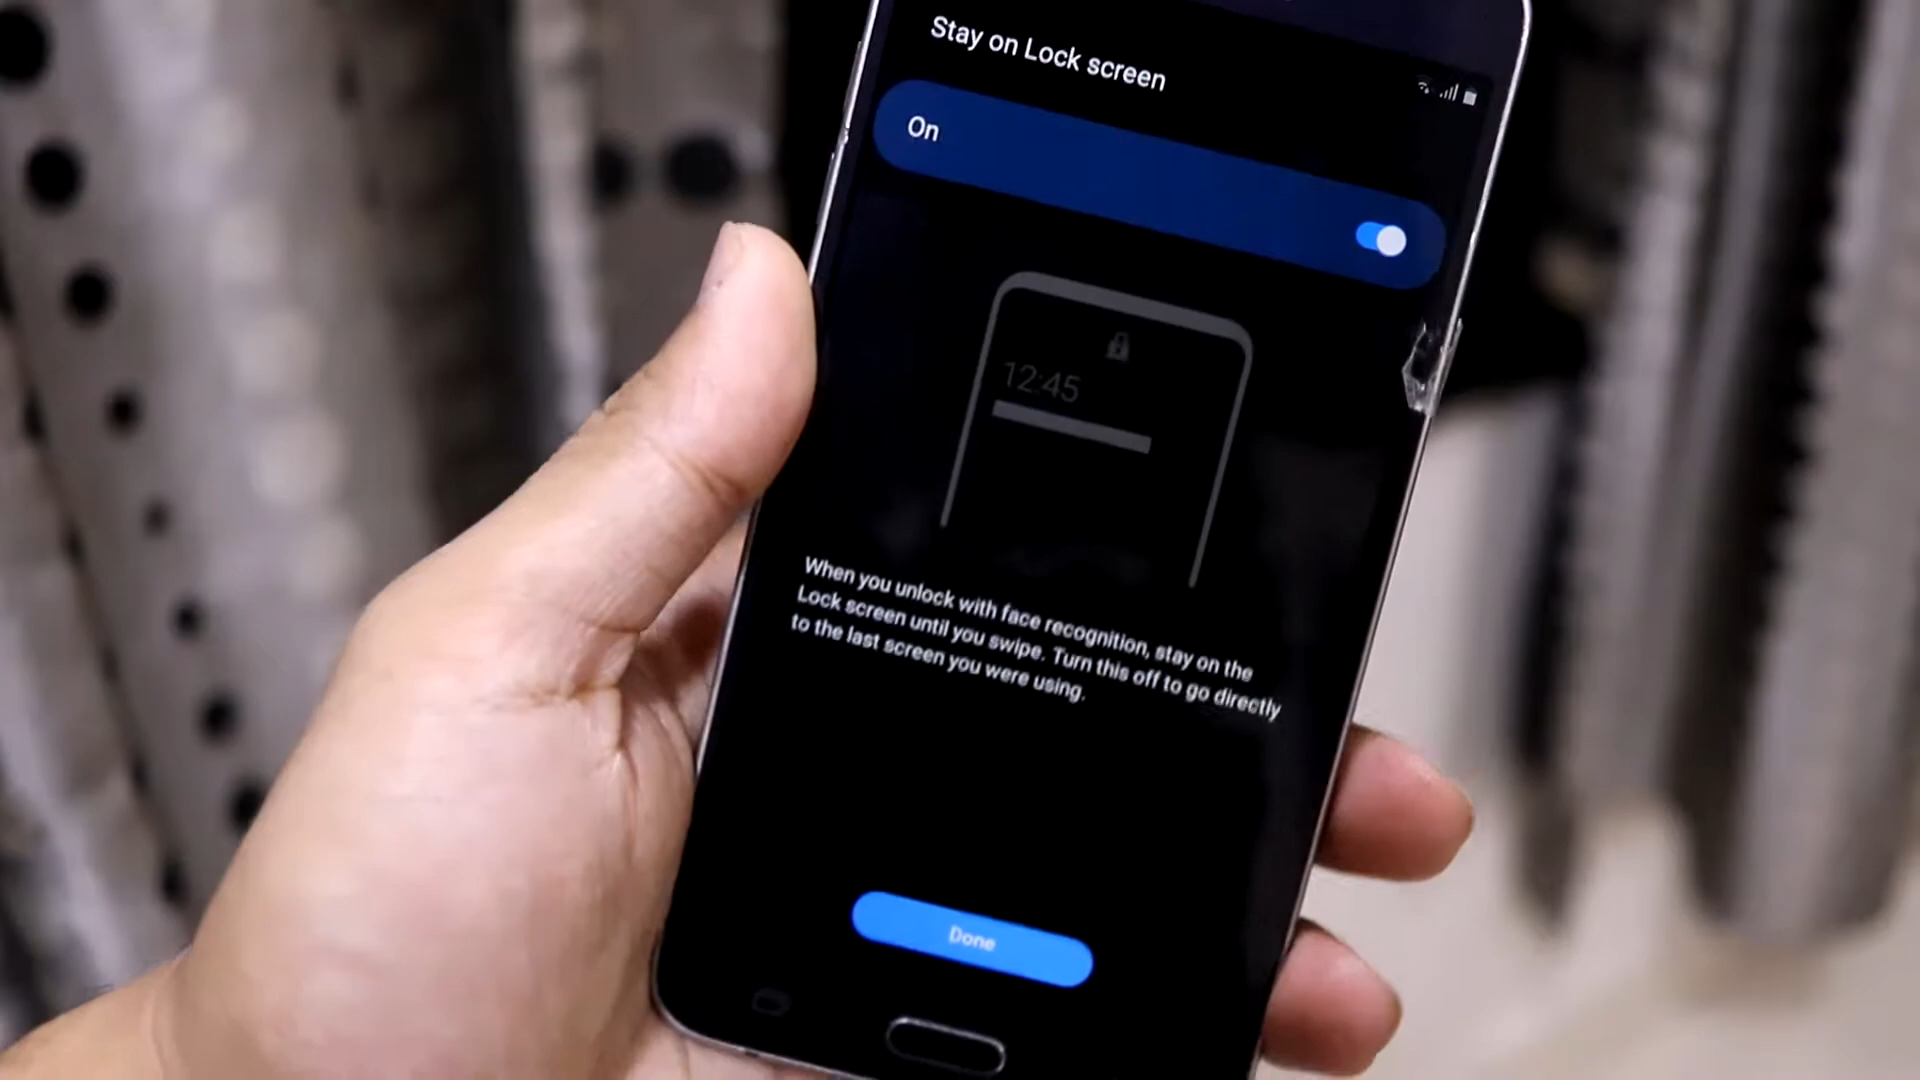 Stay on Lock screen
On
12:45
When you unlock with face recognition, stay on the
Lock screen until you swipe. Turn this off to go directly
to the last screen you were using.
Done